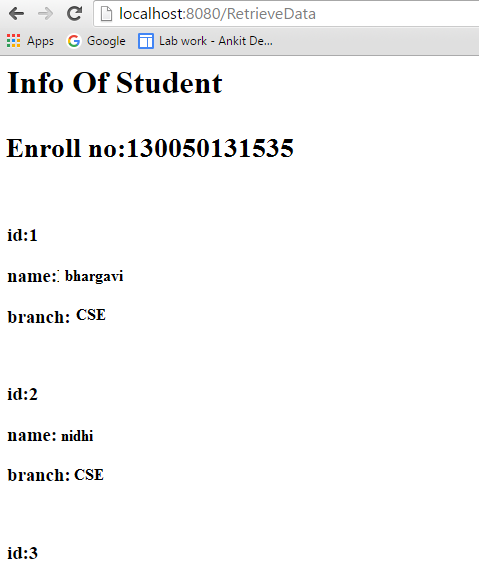 localhost:8080/RetrieveData
Apps Google Lab work - Ankit De...
Info Of Student
Enroll no:130050131535
id:1
name: bhargavi
branch: CSE
id:2
name: nidhi
branch: CSE
id:3